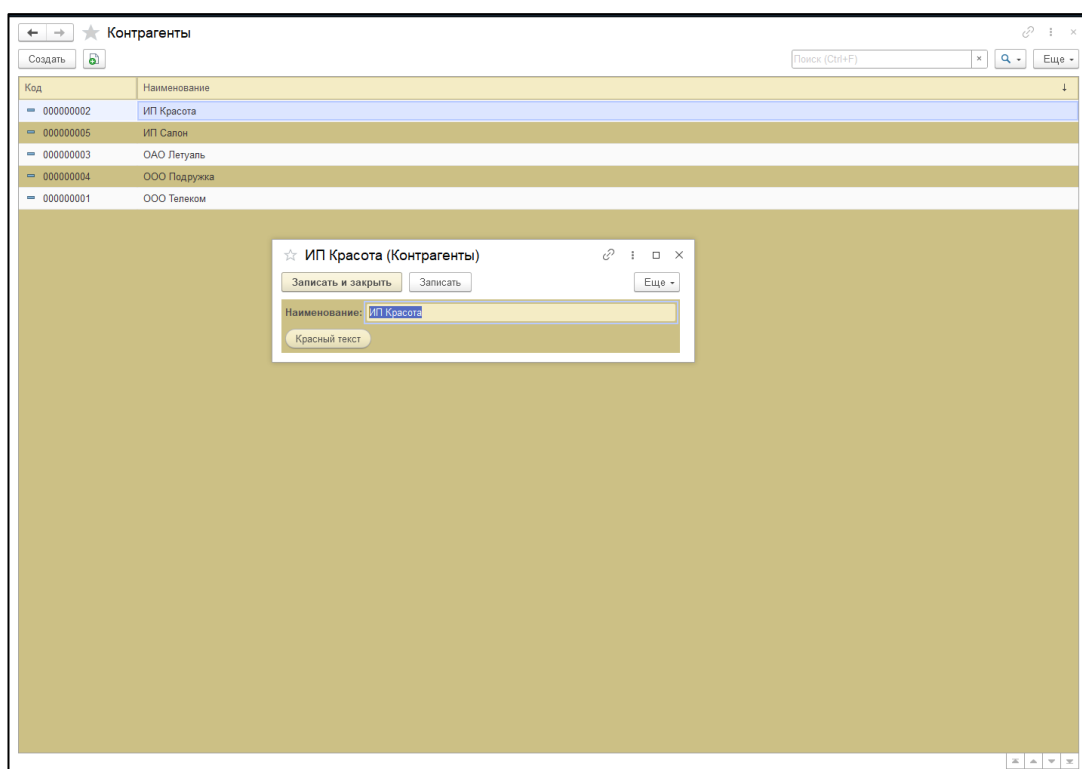 Контрагенты
Создать
Поиск (Ctrl+F)
Еще
Код Наименование
000000002 ИП Красота
000000005 ИП Салон
000000003 ОАО Летуаль
000000004 ООО Подружка
000000001 ООО Телеком
ИП Красота (Контрагенты)
Записать и закрыть Записать Еще
Наименование: ИП Красота
Красный текст